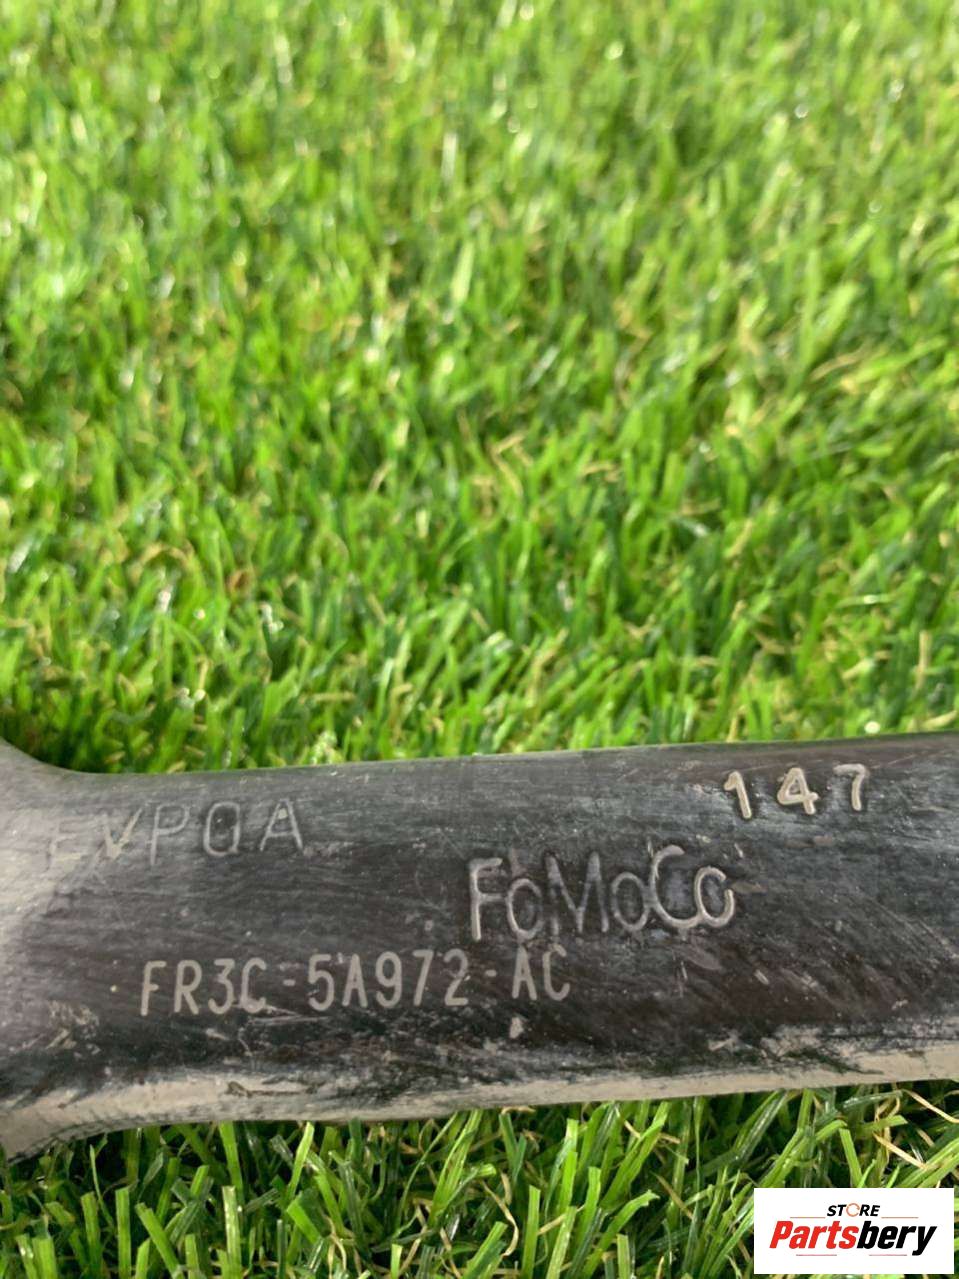 147
EVPQA
FoMoCo
FR3C-5A972-AC
STORE
Partsbery